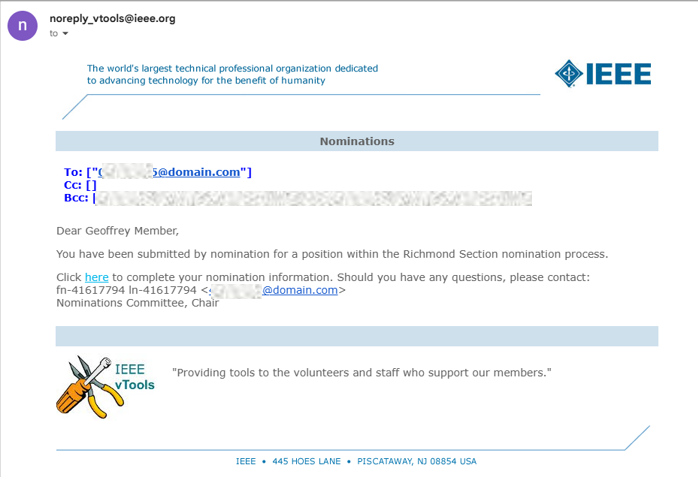 n
noreply_vtools@ieee.org
to
The world's largest technical professional organization dedicated
to advancing technology for the benefit of humanity
IEEE
Nominations
To: ["5@domain.com"]
Cc: []
Bcc:
Dear Geoffrey Member,
You have been submitted by nomination for a position within the Richmond Section nomination process.
Click here to complete your nomination information. Should you have any questions, please contact:
fn-41617794 ln-41617794 <@domain.com>
Nominations Committee, Chair
IEEE
vTools
"Providing tools to the volunteers and staff who support our members."
IEEE • 445 HOES LANE • PISCATAWAY, NJ 08854 USA